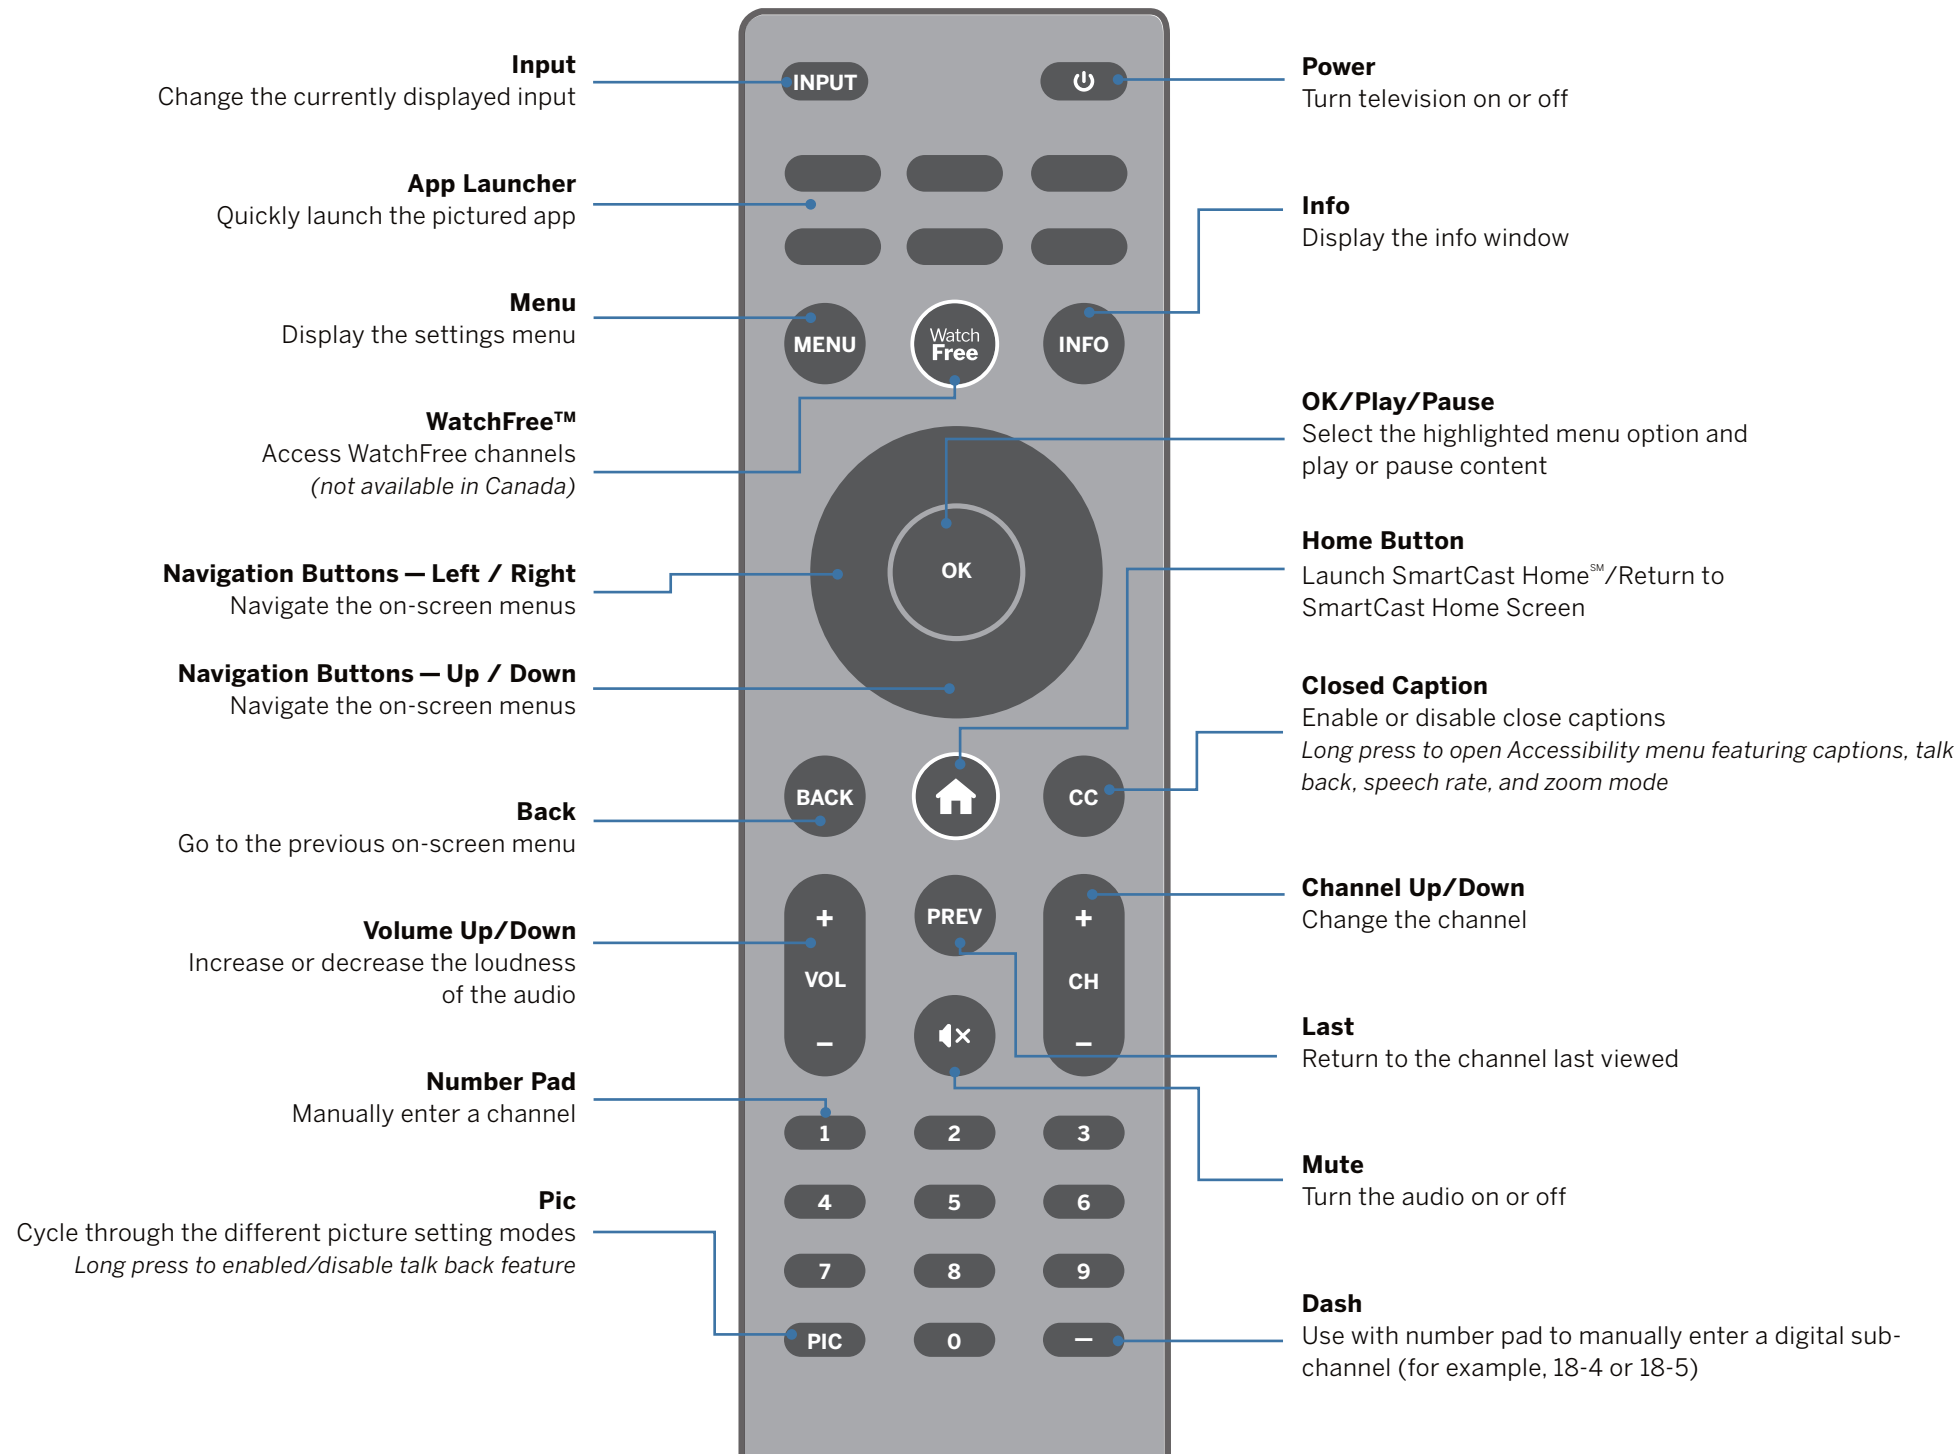 Input
Change the currently displayed input
App Launcher
Quickly launch the pictured app
Menu
Display the settings menu
WatchFree™
Access WatchFree channels
(not available in Canada)
Navigation Buttons — Left / Right
Navigate the on-screen menus
Navigation Buttons — Up / Down
Navigate the on-screen menus
Back
Go to the previous on-screen menu
Volume Up/Down
Increase or decrease the loudness
of the audio
Number Pad
Manually enter a channel
Pic
Cycle through the different picture setting modes
Long press to enabled/disable talk back feature
INPUT
MENU
Watch
Free
INFO
OK
BACK
CC
+
VOL
–
PREV
+
CH
–
1
2
3
4
5
6
7
8
9
PIC
0
–
Power
Turn television on or off
Info
Display the info window
OK/Play/Pause
Select the highlighted menu option and
play or pause content
Home Button
Launch SmartCast Home℠/Return to
SmartCast Home Screen
Closed Caption
Enable or disable close captions
Long press to open Accessibility menu featuring captions, talk
back, speech rate, and zoom mode
Channel Up/Down
Change the channel
Last
Return to the channel last viewed
Mute
Turn the audio on or off
Dash
Use with number pad to manually enter a digital sub-
channel (for example, 18-4 or 18-5)